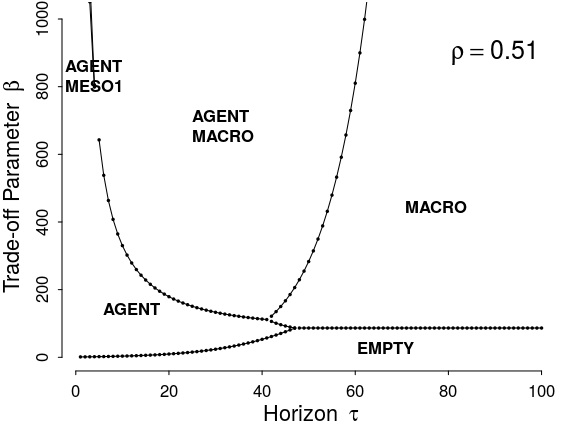 ρ = 0.51
AGENT
MESO1
AGENT
MACRO
MACRO
AGENT
EMPTY
Trade-off Parameter β
0
200
400
600
800
1000
0 20 40 60 80 100
Horizon τ